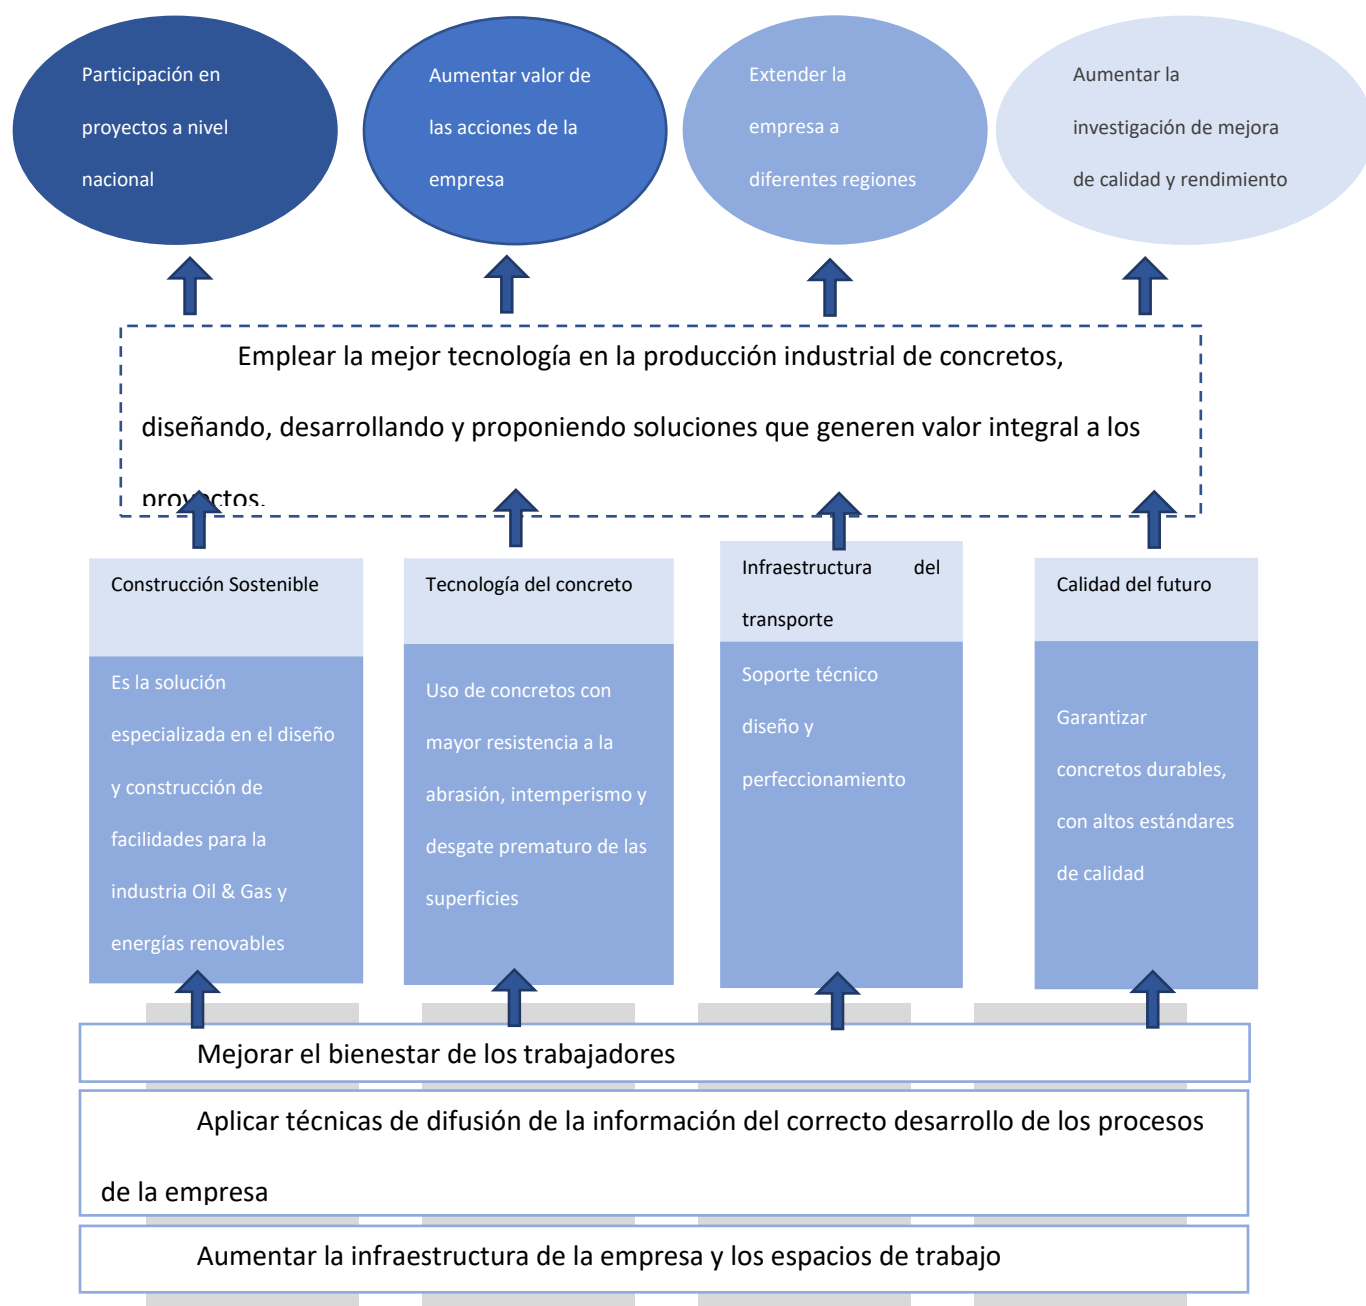 Participación en
proyectos a nivel
nacional
Aumentar valor de
las acciones de la
empresa
Extender la
empresa a
diferentes regiones
Aumentar la
investigación de mejora
de calidad y rendimiento
Emplear la mejor tecnología en la producción industrial de concretos,
diseñando, desarrollando y proponiendo soluciones que generen valor integral a los
proyectos.
Construcción Sostenible
Es la solución
especializada en el diseño
y construcción de
facilidades para la
industria Oil & Gas y
energías renovables
Tecnología del concreto
Uso de concretos con
mayor resistencia a la
abrasión, intemperismo y
desgate prematuro de las
superficies
Infraestructura del
transporte
Soporte técnico
diseño y
perfeccionamiento
Calidad del futuro
Garantizar
concretos durables,
con altos estándares
de calidad
Mejorar el bienestar de los trabajadores
Aplicar técnicas de difusión de la información del correcto desarrollo de los procesos
de la empresa
Aumentar la infraestructura de la empresa y los espacios de trabajo